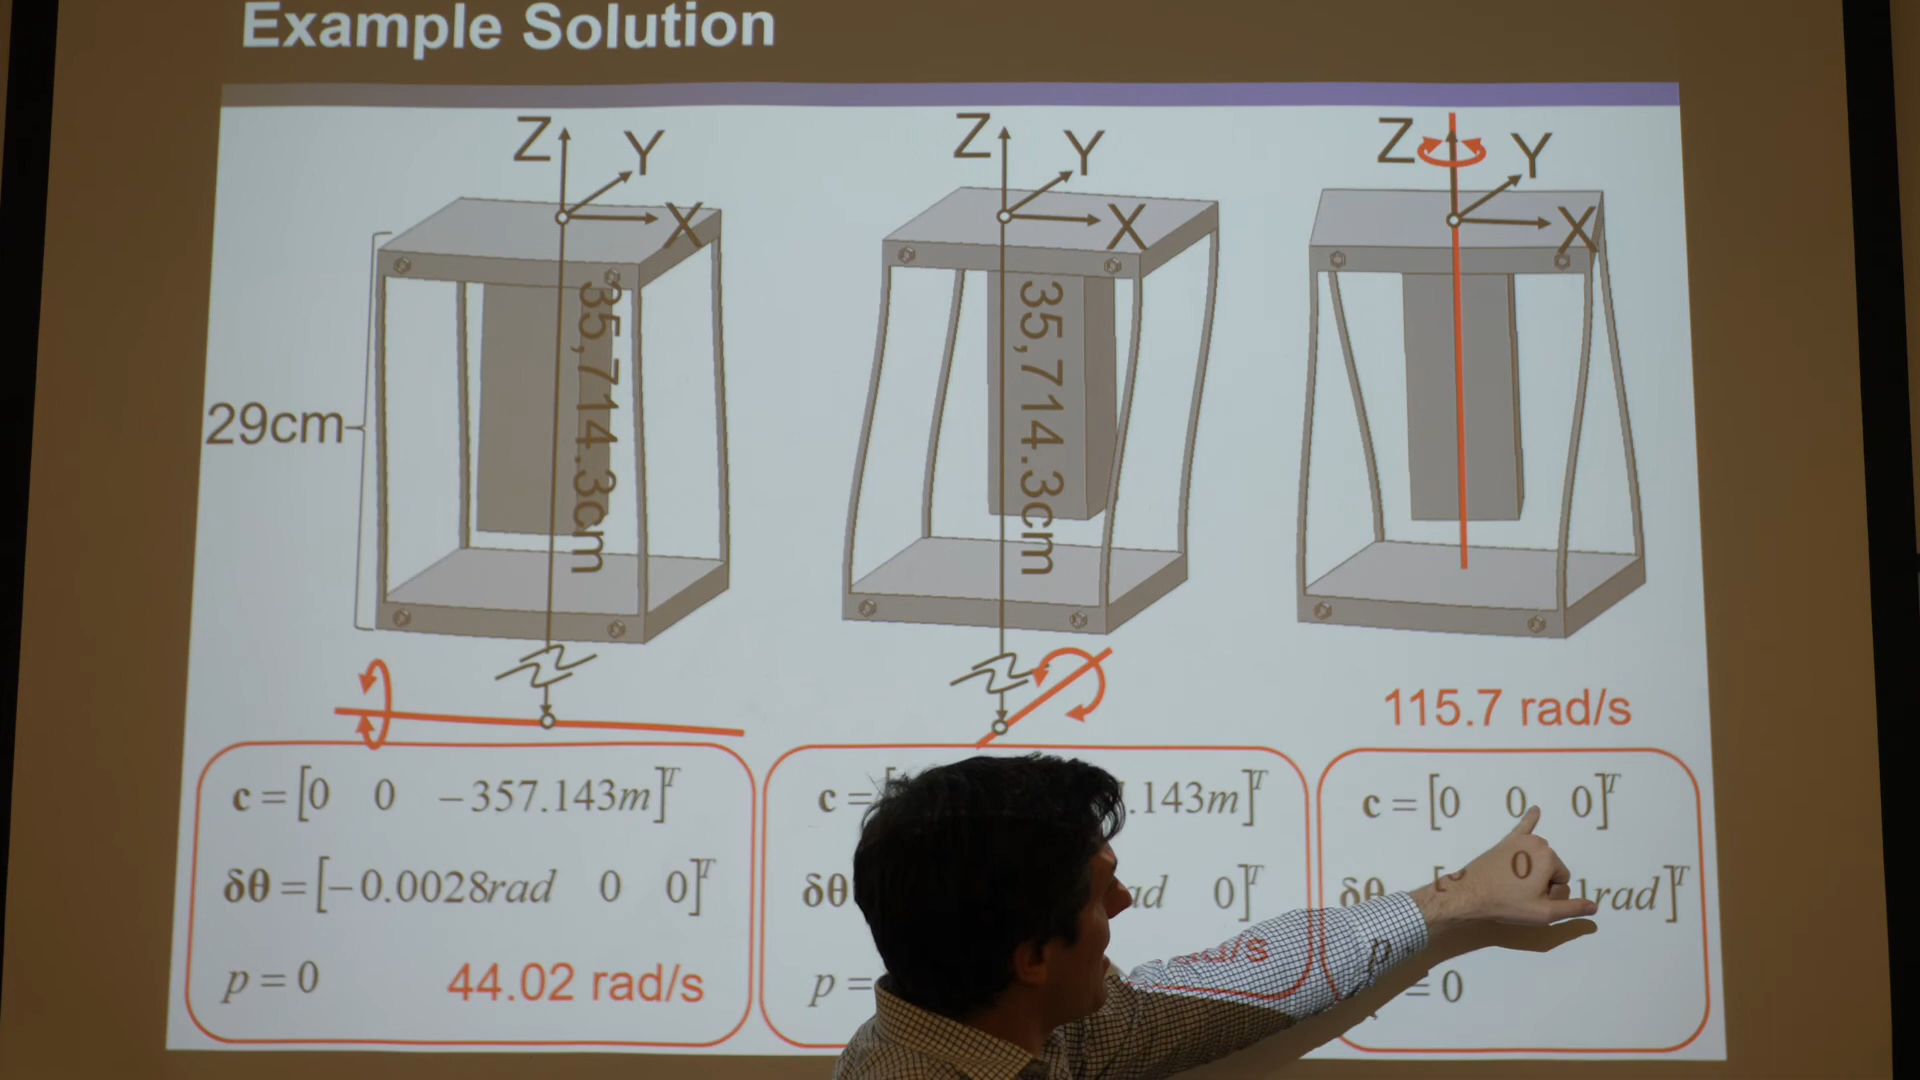 Example Solution
Z Y X
Z Y X
Z Y X
29cm
35,714.3cm
35,714.3cm
115.7 rad/s
c = [0 0 −357.143m]ᵀ
δθ = [−0.0028rad 0 0]ᵀ
p = 0 44.02 rad/s
c = [ .143m]ᵀ
δθ 0]ᵀ
p =
c = [0 0 0]ᵀ
δθ 0 rad]ᵀ
= 0